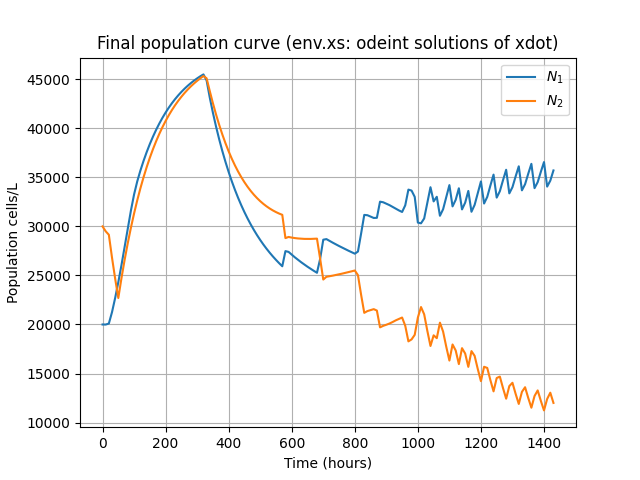 Final population curve (env.xs: odeint solutions of xdot)
N₁
N₂
Population cells/L
45000
40000
35000
30000
25000
20000
15000
10000
0 200 400 600 800 1000 1200 1400
Time (hours)